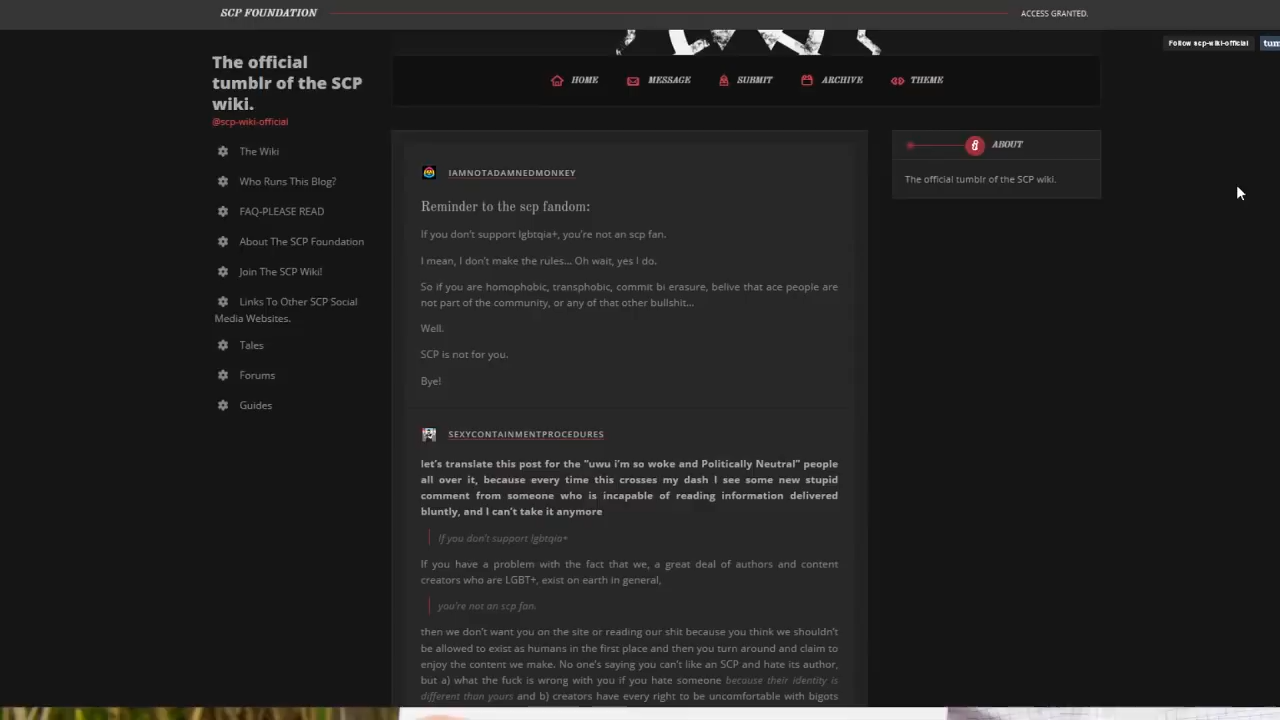 SCP FOUNDATION
ACCESS GRANTED.
Follow scp-wiki-official
The official
tumblr of the SCP
wiki.
@scp-wiki-official
The Wiki
Who Runs This Blog?
FAQ-PLEASE READ
About The SCP Foundation
Join The SCP Wiki!
Links To Other SCP Social
Media Websites.
Tales
Forums
Guides
HOME
MESSAGE
SUBMIT
ARCHIVE
THEME
IAMNOTADAMNEDMONKEY
Reminder to the scp fandom:
If you don't support lgbtqia+, you're not an scp fan.
I mean, I don't make the rules... Oh wait, yes I do.
So if you are homophobic, transphobic, commit bi erasure, belive that ace people are
not part of the community, or any of that other bullshit...
Well.
SCP is not for you.
Bye!
SEXYCONTAINMENTPROCEDURES
let's translate this post for the "uwu i'm so woke and Politically Neutral" people
all over it, because every time this crosses my dash I see some new stupid
comment from someone who is incapable of reading information delivered
bluntly, and I can't take it anymore
If you don't support lgbtqia+
If you have a problem with the fact that we, a great deal of authors and content
creators who are LGBT+, exist on earth in general,
you're not an scp fan.
then we don't want you on the site or reading our shit because you think we shouldn't
be allowed to exist as humans in the first place and then you turn around and claim to
enjoy the content we make. No one's saying you can't like an SCP and hate its author,
but a) what the fuck is wrong with you if you hate someone because their identity is
different than yours and b) creators have every right to be uncomfortable with bigots
ABOUT
The official tumblr of the SCP wiki.